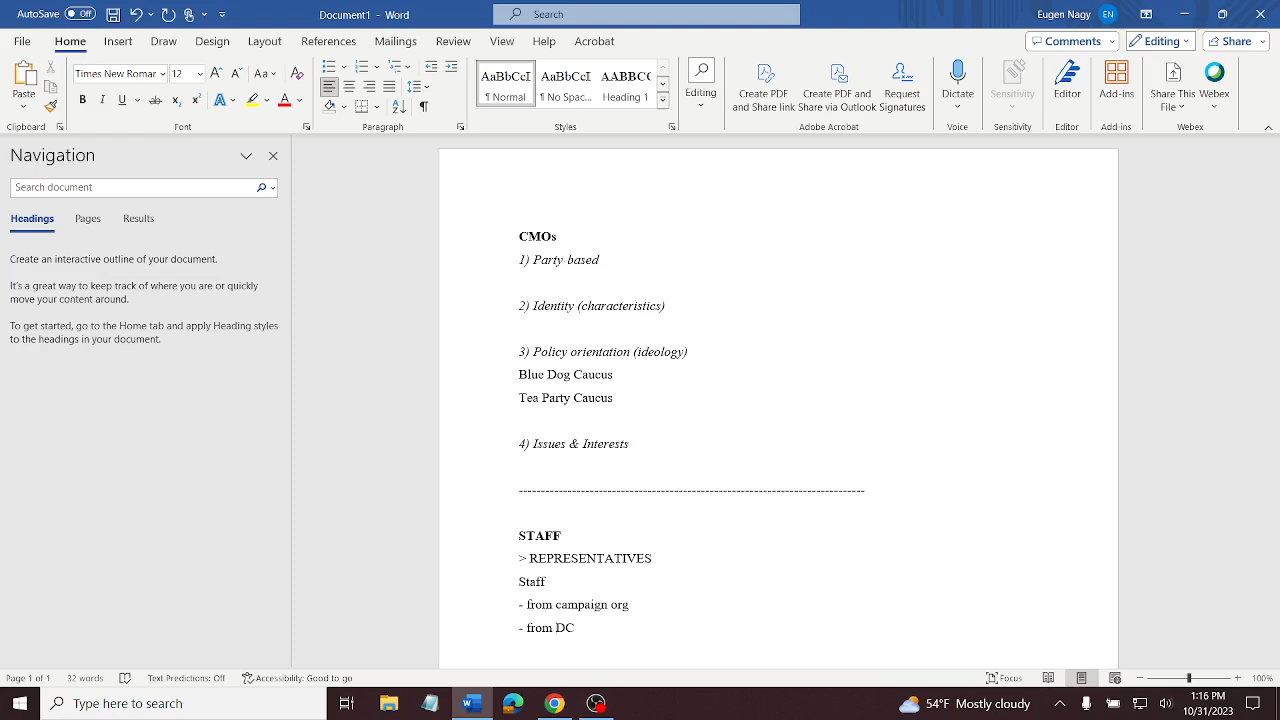 AutoSave Off
Document1 - Word
Search
Eugen Nagy EN
File Home Insert Draw Design Layout References Mailings Review View Help Acrobat
Comments Editing Share
Paste
Times New Romar 12
AaBbCcI AaBbCcI AABBC(
¶ Normal ¶ No Spac... Heading 1
Editing
Create PDF and Share link
Create PDF and Share via Outlook
Request Signatures
Dictate
Sensitivity
Editor
Add-ins
Share This File
Webex
Clipboard Font Paragraph Styles Adobe Acrobat Voice Sensitivity Editor Add-ins Webex
Navigation
Search document
Headings Pages Results
Create an interactive outline of your document.
It's a great way to keep track of where you are or quickly
move your content around.
To get started, go to the Home tab and apply Heading styles
to the headings in your document.
CMOs
1) Party-based
2) Identity (characteristics)
3) Policy orientation (ideology)
Blue Dog Caucus
Tea Party Caucus
4) Issues & Interests
------------------------------------------------------------------------------
STAFF
> REPRESENTATIVES
Staff
- from campaign org
- from DC
Page 1 of 1 32 words Text Predictions: Off Accessibility: Good to go
Focus 100%
Type here to search
54°F Mostly cloudy
1:16 PM
10/31/2023